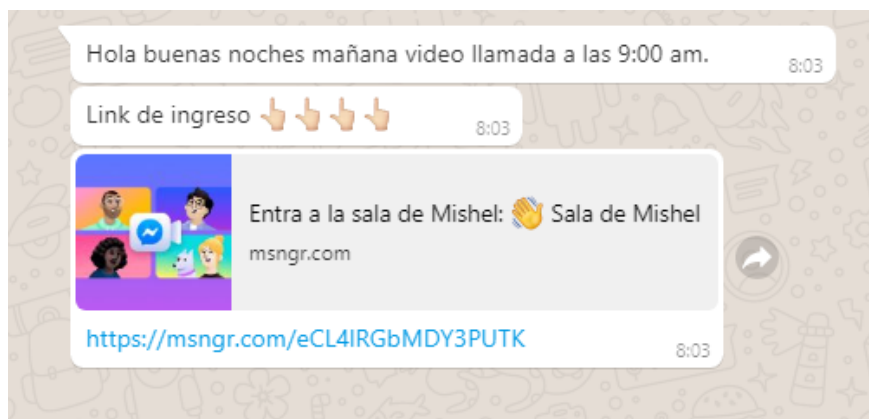 Hola buenas noches mañana video llamada a las 9:00 am.
8:03
Link de ingreso 👆🏻👆🏻👆🏻👆🏻
8:03
Entra a la sala de Mishel: 👋 Sala de Mishel
msngr.com
https://msngr.com/eCL4lRGbMDY3PUTK
8:03